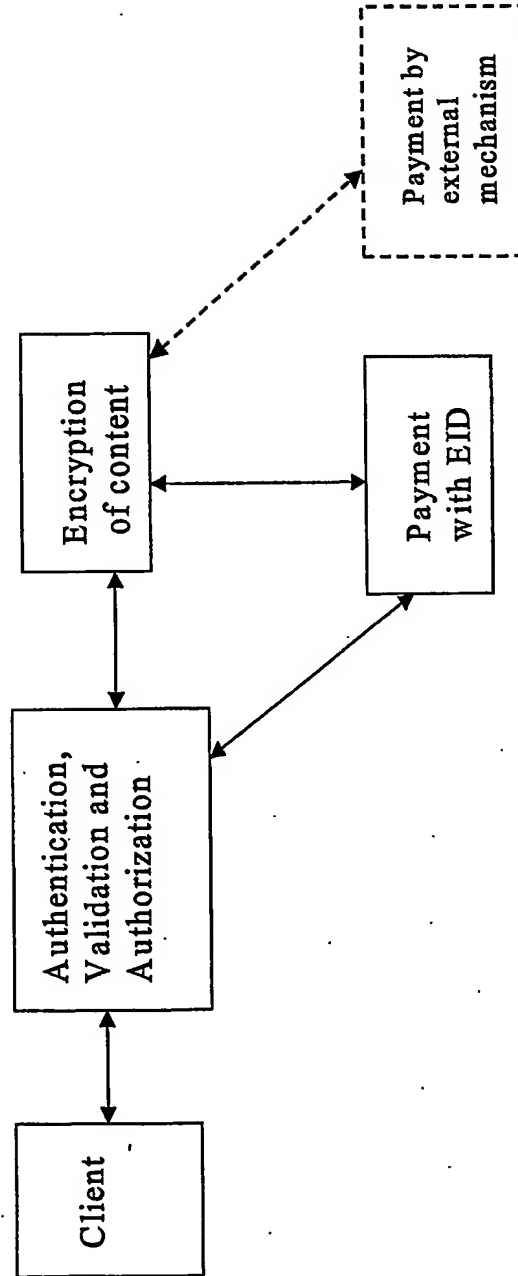 Client
Authentication,
Validation and
Authorization
Encryption
of content
Payment
with EID
Payment by
external
mechanism